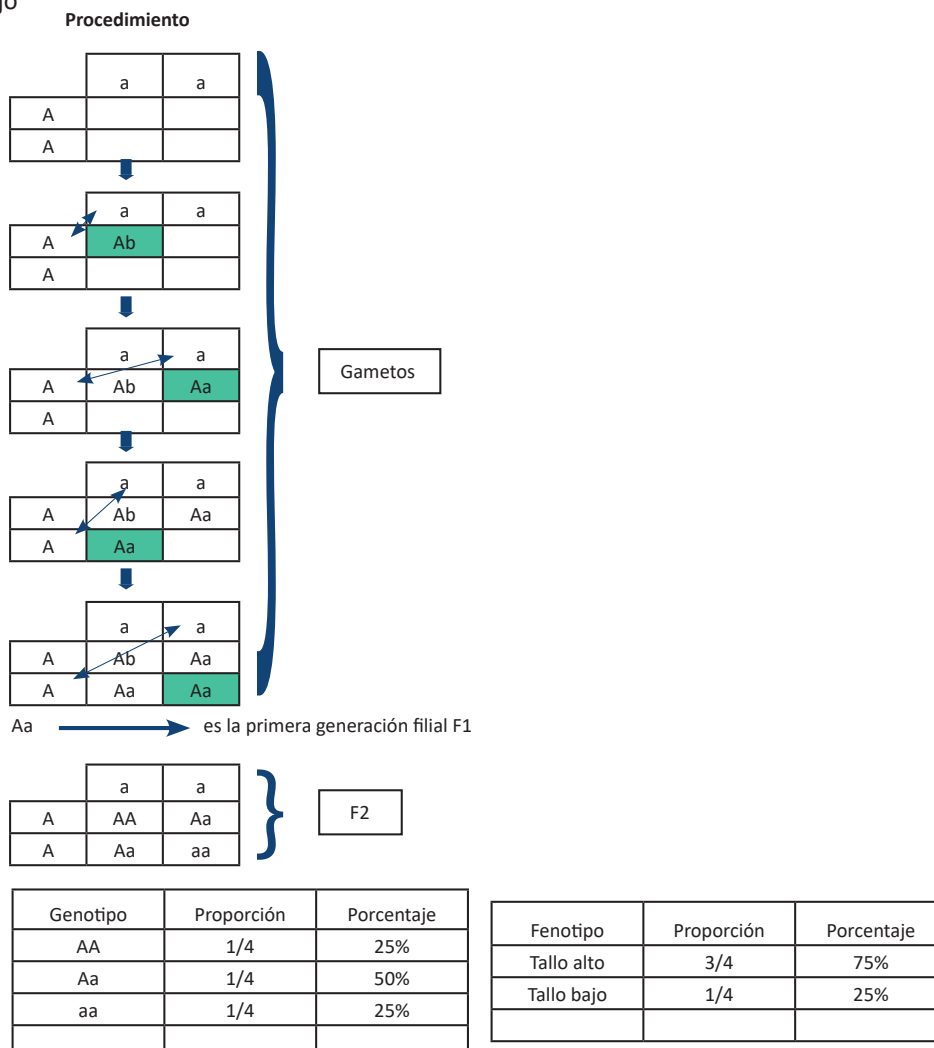 go
Procedimiento
a a
A
A
a a
A Ab
A
a a
Gametos
A Ab Aa
A
a a
A Ab Aa
A Aa
a a
A Ab Aa
A Aa Aa
Aa es la primera generación filial F1
a a
A AA Aa
F2
A Aa aa
Genotipo Proporción Porcentaje
AA 1/4 25%
Aa 1/4 50%
aa 1/4 25%
Fenotipo Proporción Porcentaje
Tallo alto 3/4 75%
Tallo bajo 1/4 25%